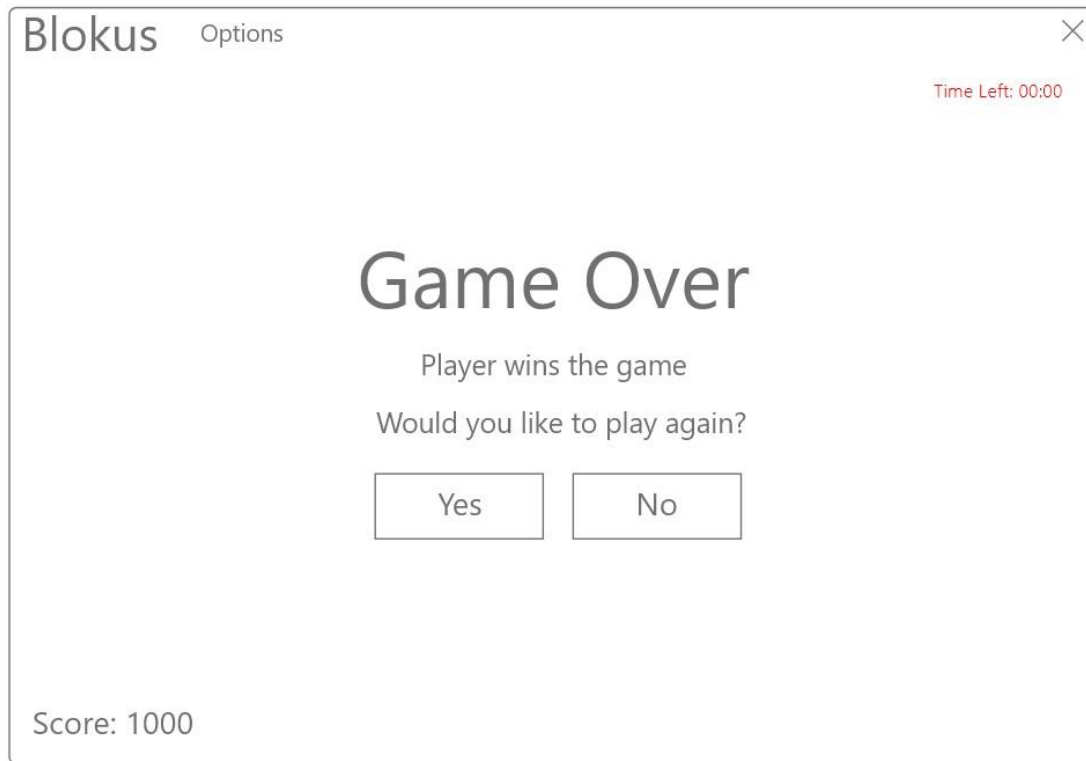 Blokus Options
Time Left: 00:00
Game Over
Player wins the game
Would you like to play again?
Yes No
Score: 1000